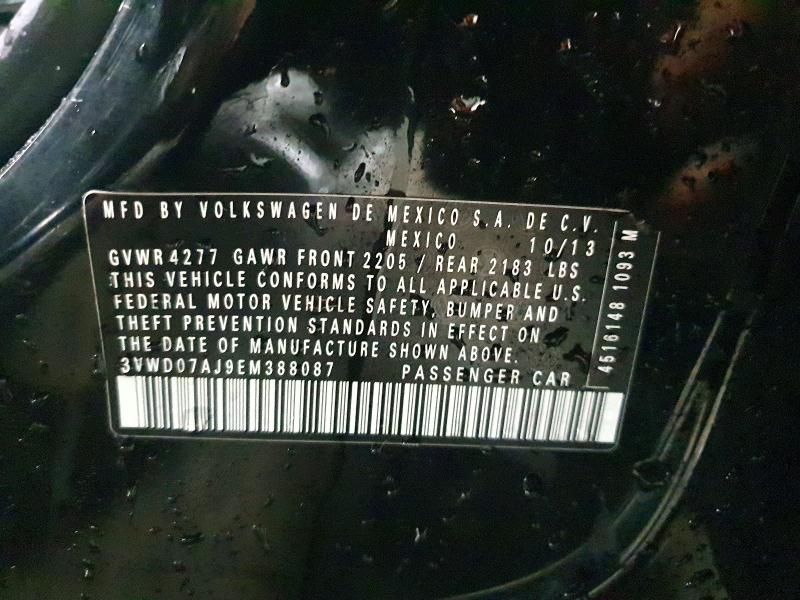 MFD BY VOLKSWAGEN DE MEXICO S.A. DE C.V.
MEXICO 10/13
GVWR 4277 GAWR FRONT 2205 / REAR 2183 LBS
THIS VEHICLE CONFORMS TO ALL APPLICABLE U.S.
FEDERAL MOTOR VEHICLE SAFETY, BUMPER AND
THEFT PREVENTION STANDARDS IN EFFECT ON
THE DATE OF MANUFACTURE SHOWN ABOVE.
3VWD07AJ9EM388087 PASSENGER CAR
4516148 1093 M